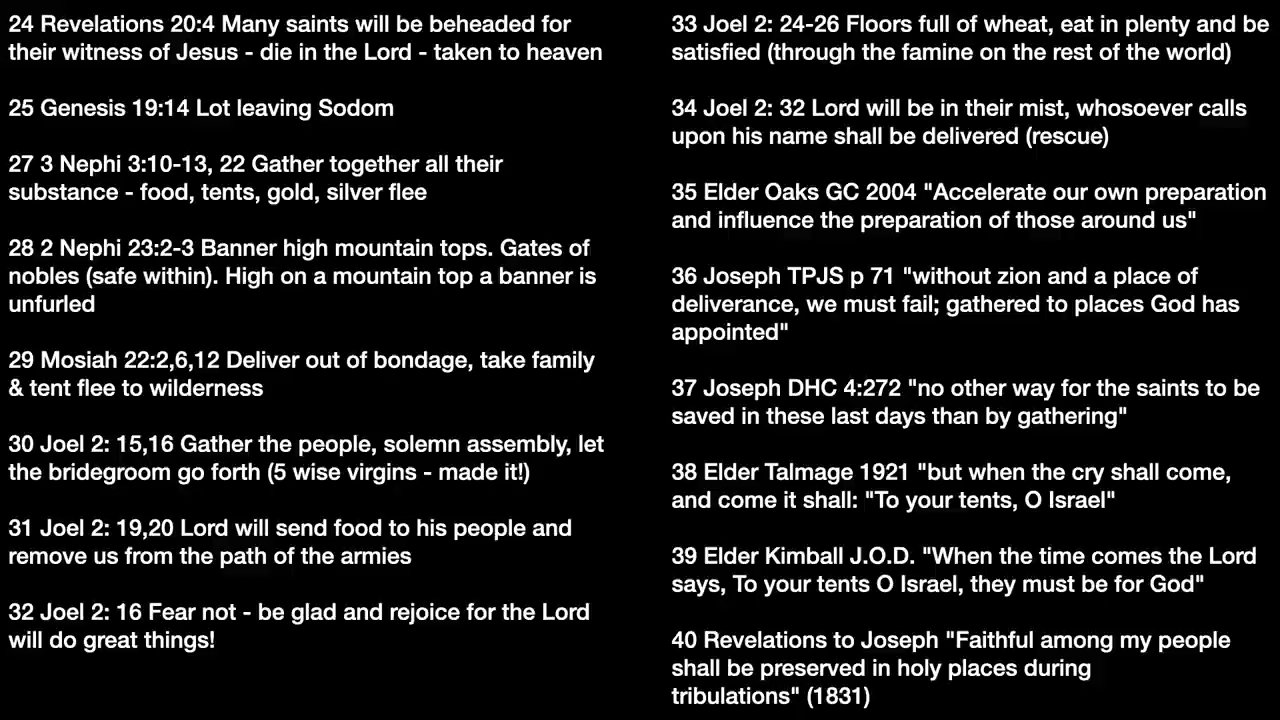 24 Revelations 20:4 Many saints will be beheaded for
their witness of Jesus - die in the Lord - taken to heaven
25 Genesis 19:14 Lot leaving Sodom
27 3 Nephi 3:10-13, 22 Gather together all their
substance - food, tents, gold, silver flee
28 2 Nephi 23:2-3 Banner high mountain tops. Gates of
nobles (safe within). High on a mountain top a banner is
unfurled
29 Mosiah 22:2,6,12 Deliver out of bondage, take family
& tent flee to wilderness
30 Joel 2: 15,16 Gather the people, solemn assembly, let
the bridegroom go forth (5 wise virgins - made it!)
31 Joel 2: 19,20 Lord will send food to his people and
remove us from the path of the armies
32 Joel 2: 16 Fear not - be glad and rejoice for the Lord
will do great things!
33 Joel 2: 24-26 Floors full of wheat, eat in plenty and be
satisfied (through the famine on the rest of the world)
34 Joel 2: 32 Lord will be in their mist, whosoever calls
upon his name shall be delivered (rescue)
35 Elder Oaks GC 2004 "Accelerate our own preparation
and influence the preparation of those around us"
36 Joseph TPJS p 71 "without zion and a place of
deliverance, we must fail; gathered to places God has
appointed"
37 Joseph DHC 4:272 "no other way for the saints to be
saved in these last days than by gathering"
38 Elder Talmage 1921 "but when the cry shall come,
and come it shall: "To your tents, O Israel"
39 Elder Kimball J.O.D. "When the time comes the Lord
says, To your tents O Israel, they must be for God"
40 Revelations to Joseph "Faithful among my people
shall be preserved in holy places during
tribulations" (1831)